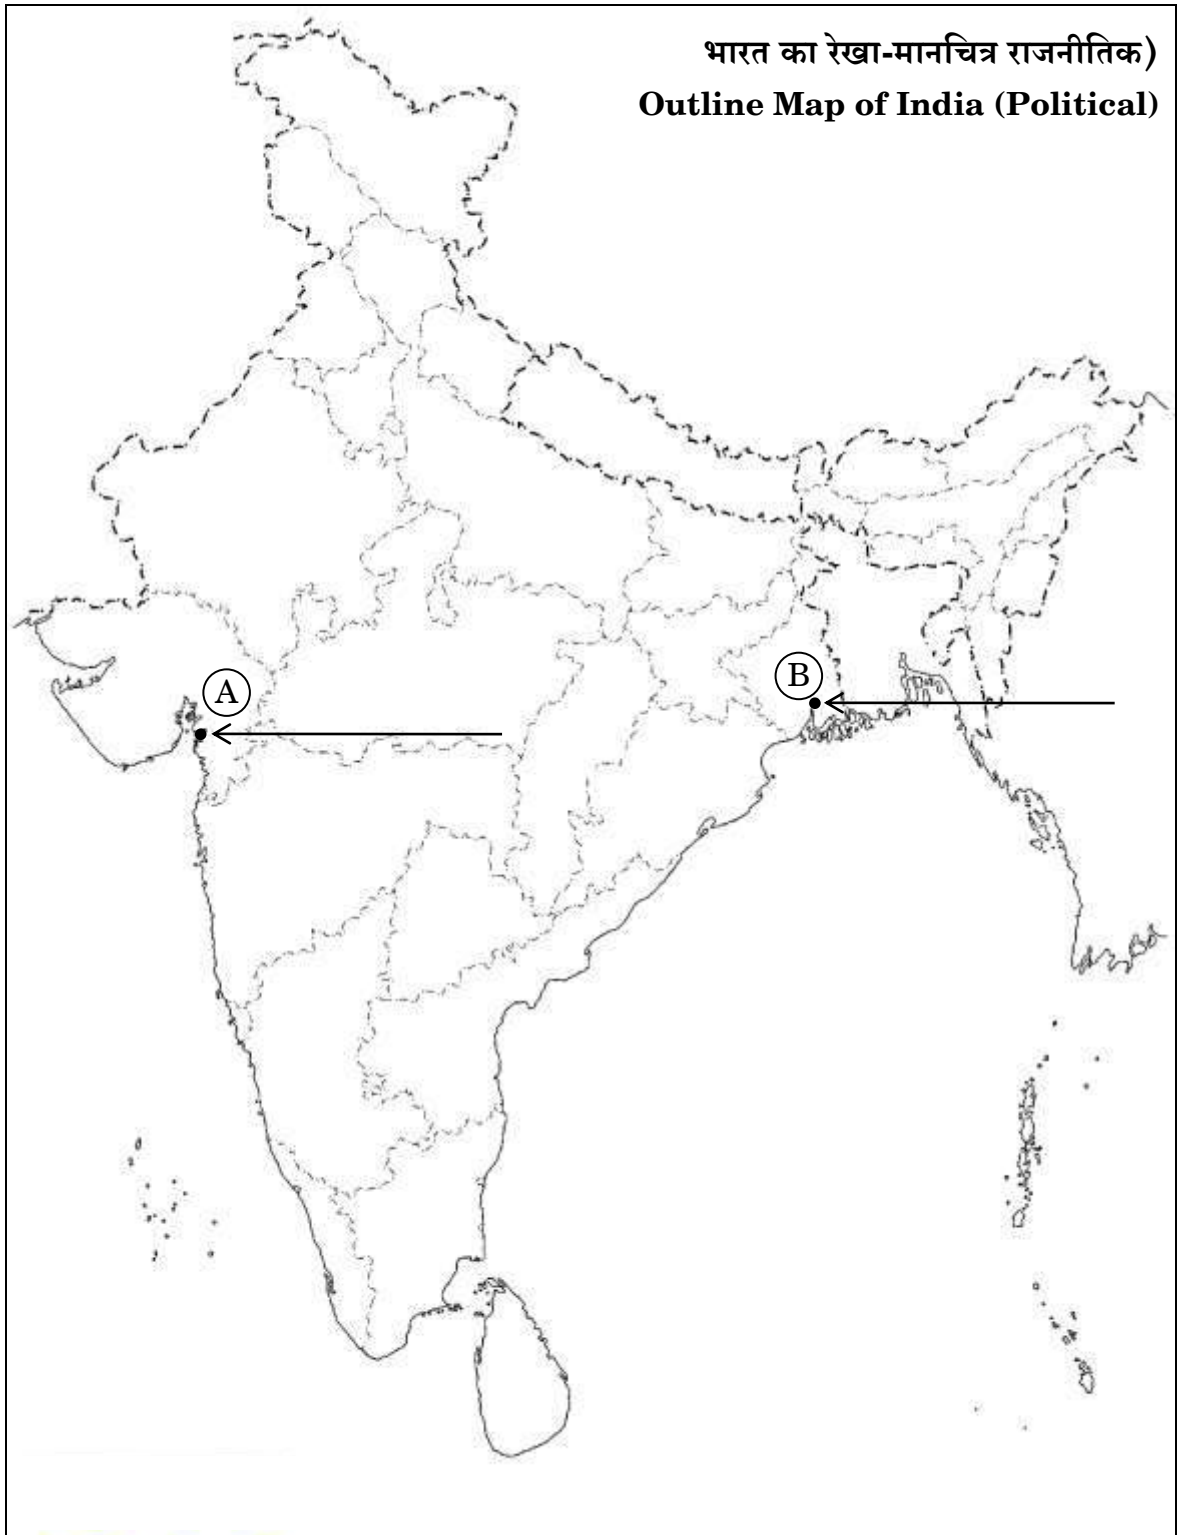 भारत का रेखा-मानचित्र राजनीतिक)
Outline Map of India (Political)
A
B